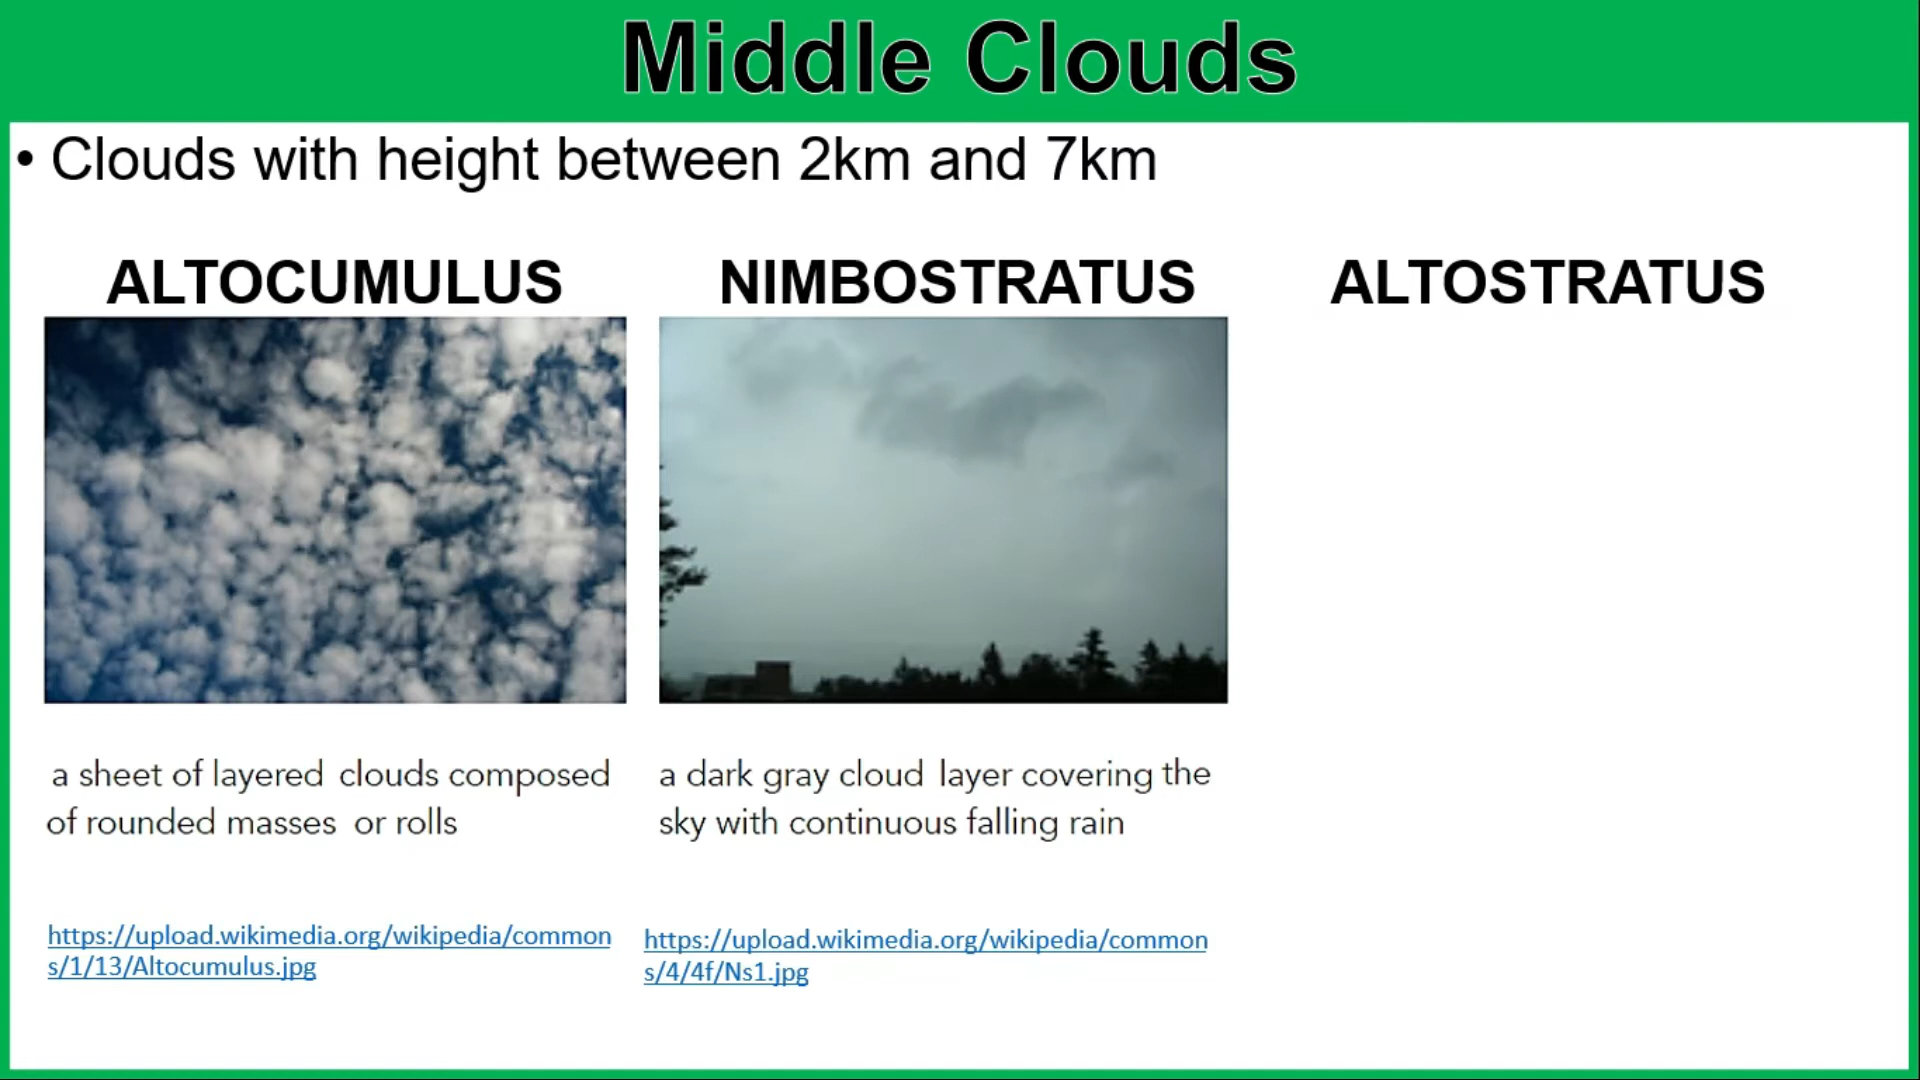 Middle Clouds
• Clouds with height between 2km and 7km
ALTOCUMULUS
NIMBOSTRATUS
ALTOSTRATUS
a sheet of layered clouds composed
of rounded masses or rolls
a dark gray cloud layer covering the
sky with continuous falling rain
https://upload.wikimedia.org/wikipedia/common
s/1/13/Altocumulus.jpg
https://upload.wikimedia.org/wikipedia/common
s/4/4f/Ns1.jpg